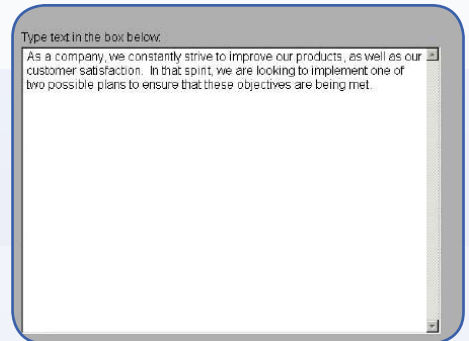 Type text in the box below:
As a company, we constantly strive to improve our products, as well as our
customer satisfaction.  In that spirit, we are looking to implement one of
two possible plans to ensure that these objectives are being met.